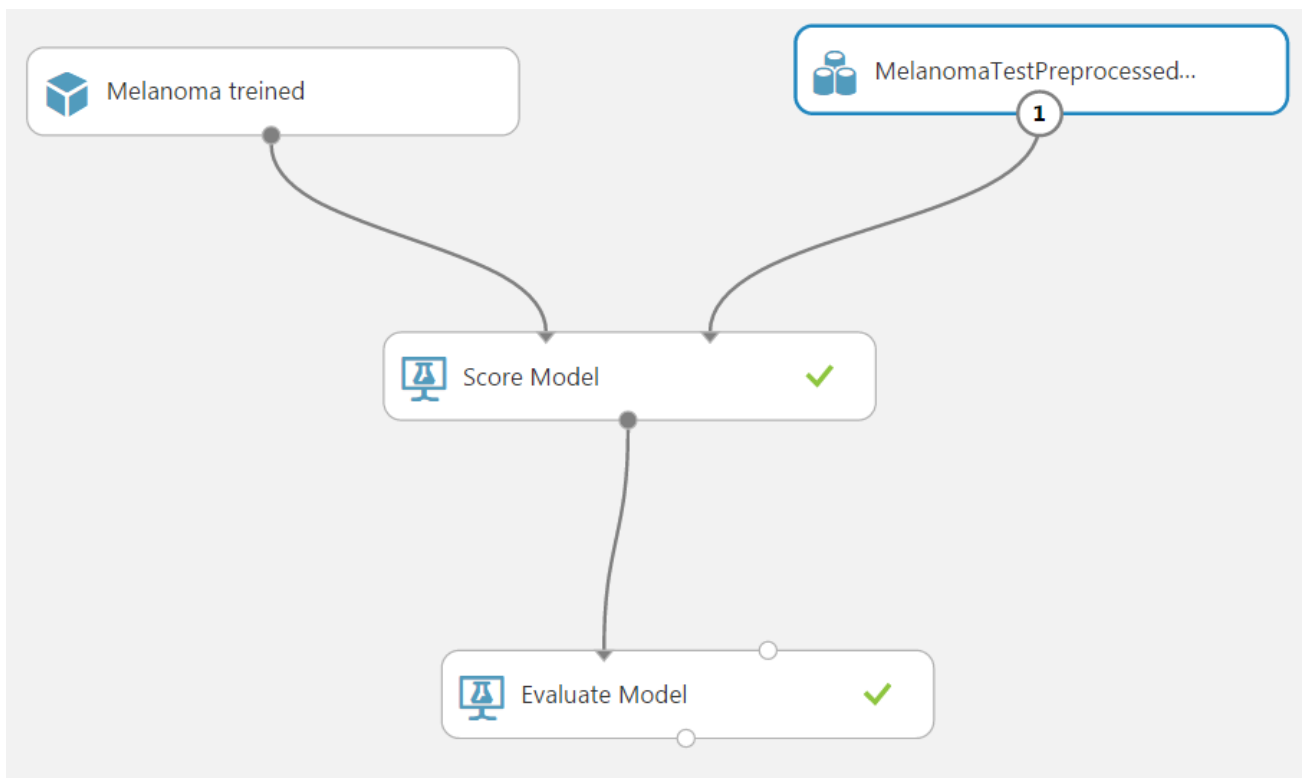 Melanoma treined
MelanomaTestPreprocessed...
1
Score Model
Evaluate Model